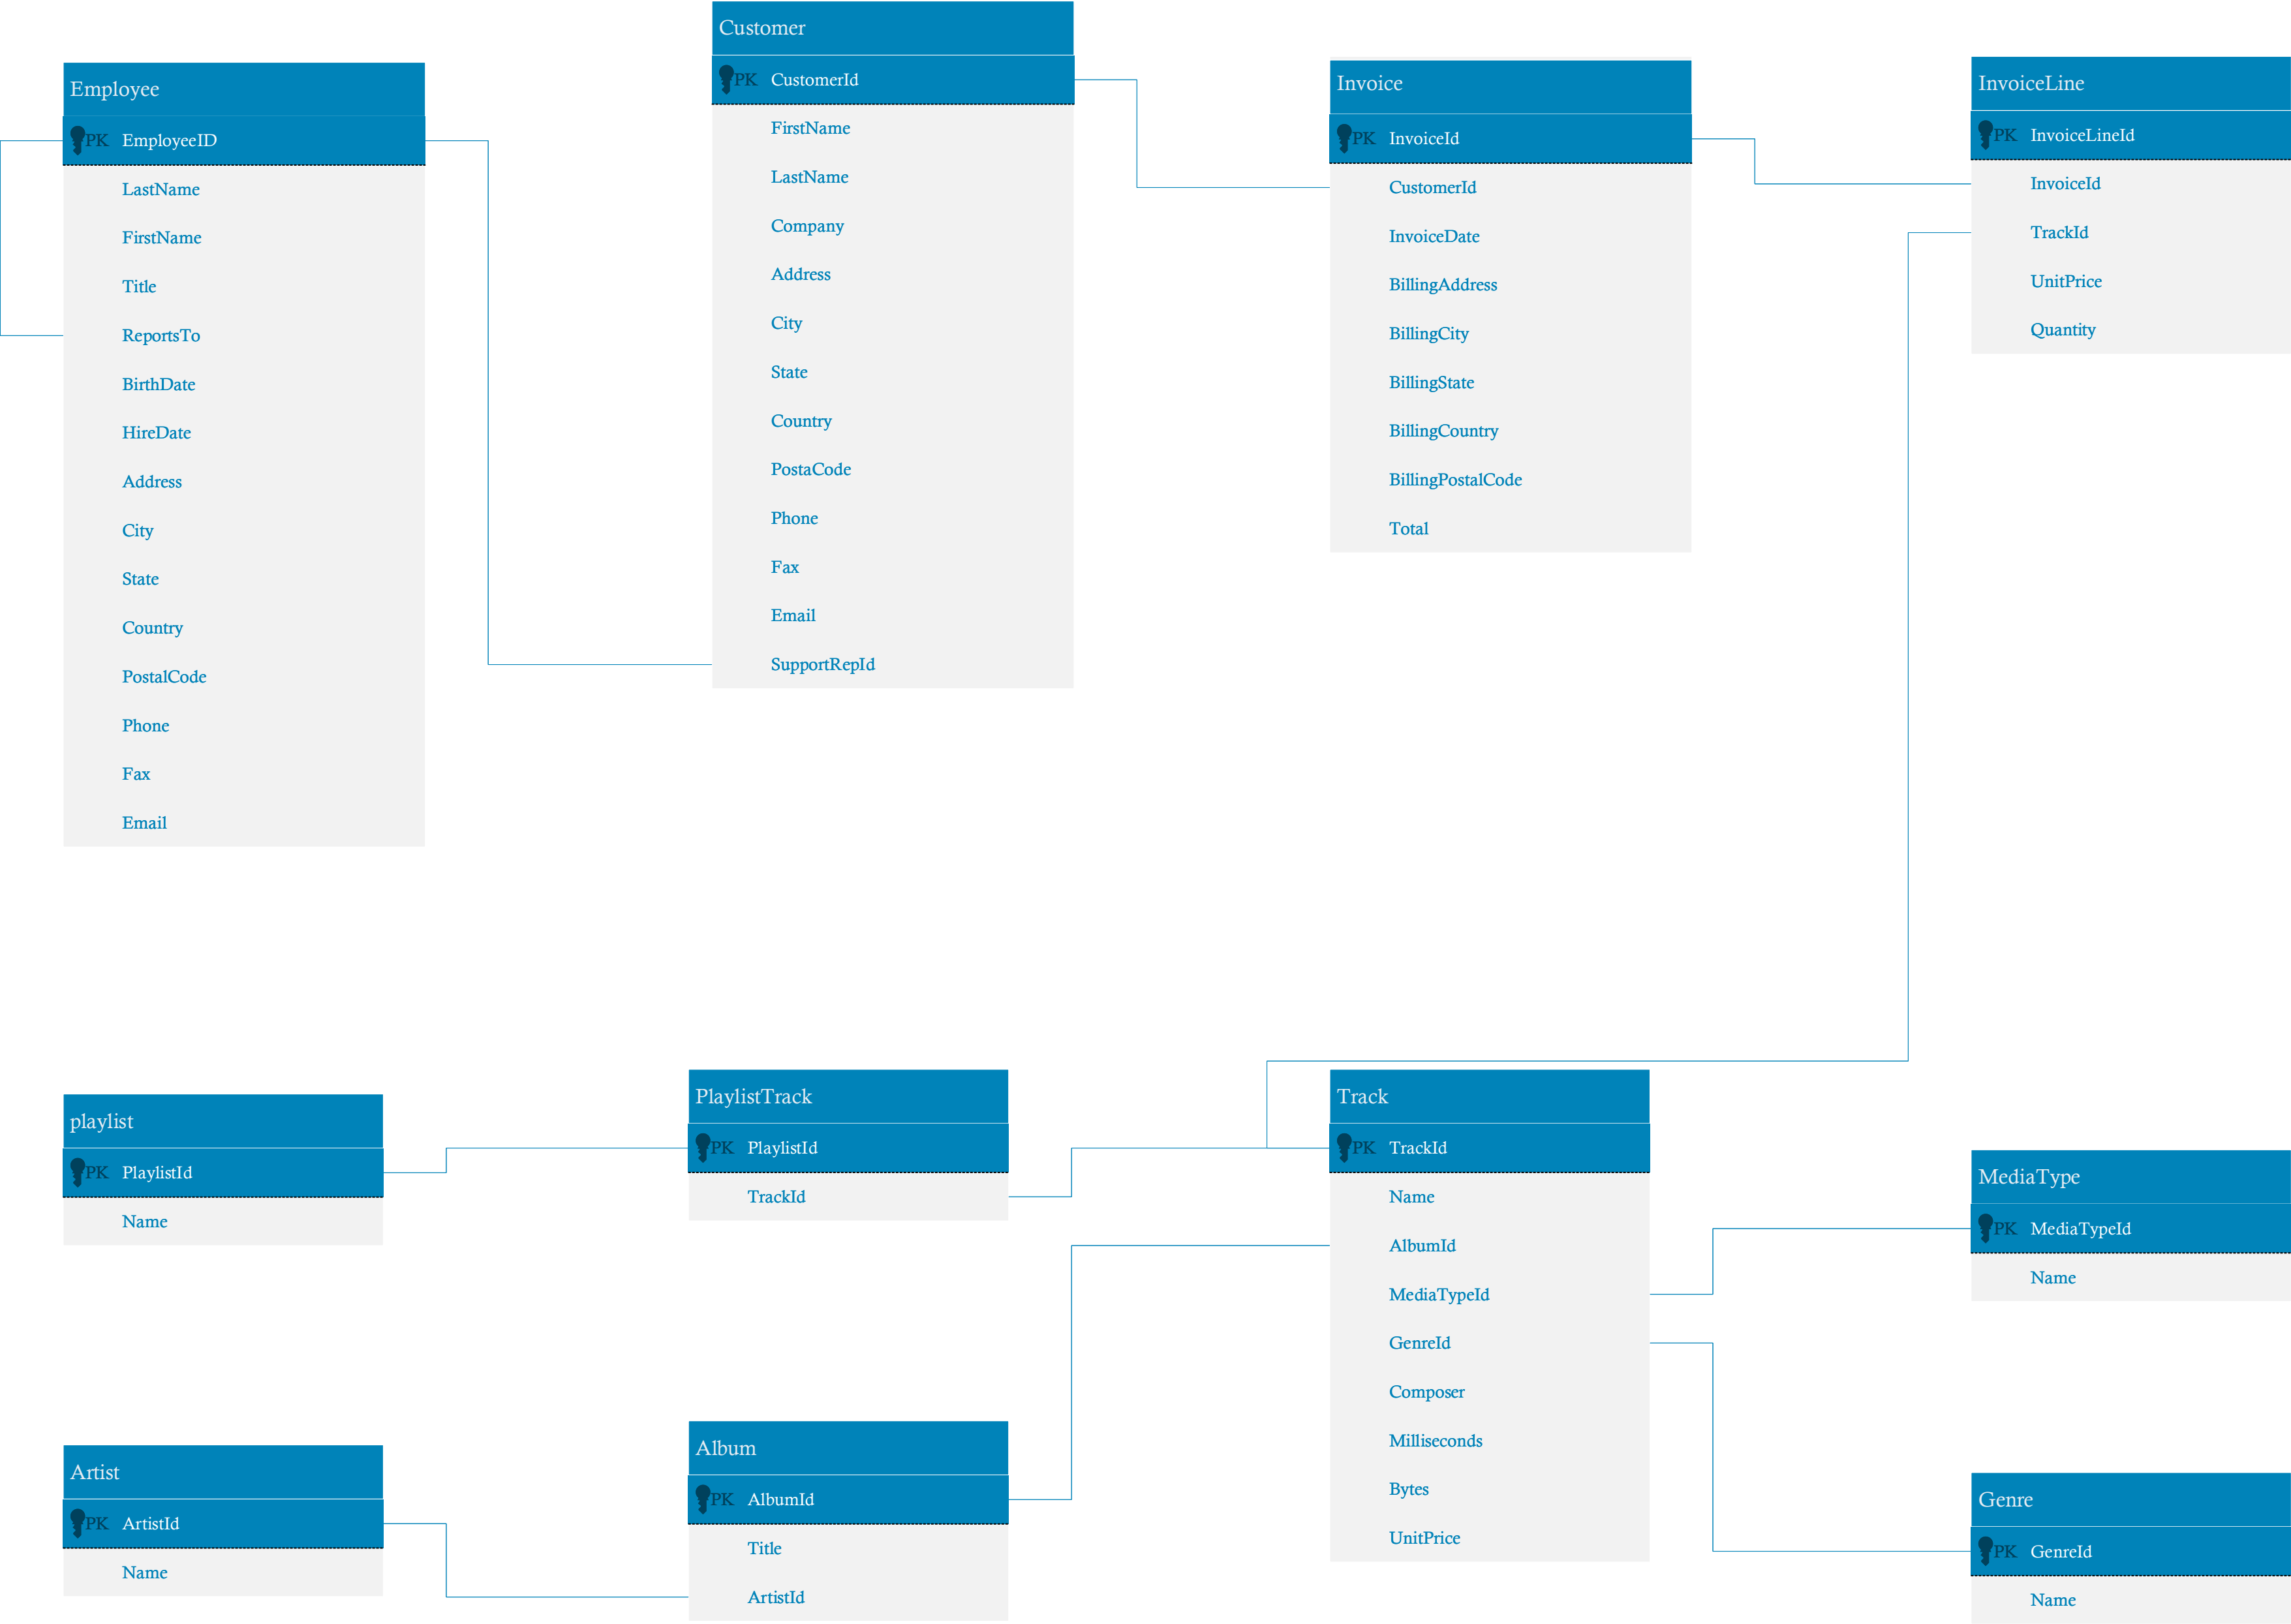 Employee
PK EmployeeID
LastName
FirstName
Title
ReportsTo
BirthDate
HireDate
Address
City
State
Country
PostalCode
Phone
Fax
Email
Customer
PK CustomerId
FirstName
LastName
Company
Address
City
State
Country
PostaCode
Phone
Fax
Email
SupportRepId
Invoice
PK InvoiceId
CustomerId
InvoiceDate
BillingAddress
BillingCity
BillingState
BillingCountry
BillingPostalCode
Total
InvoiceLine
PK InvoiceLineId
InvoiceId
TrackId
UnitPrice
Quantity
playlist
PK PlaylistId
Name
PlaylistTrack
PK PlaylistId
TrackId
Track
PK TrackId
Name
AlbumId
MediaTypeId
GenreId
Composer
Milliseconds
Bytes
UnitPrice
MediaType
PK MediaTypeId
Name
Artist
PK ArtistId
Name
Album
PK AlbumId
Title
ArtistId
Genre
PK GenreId
Name